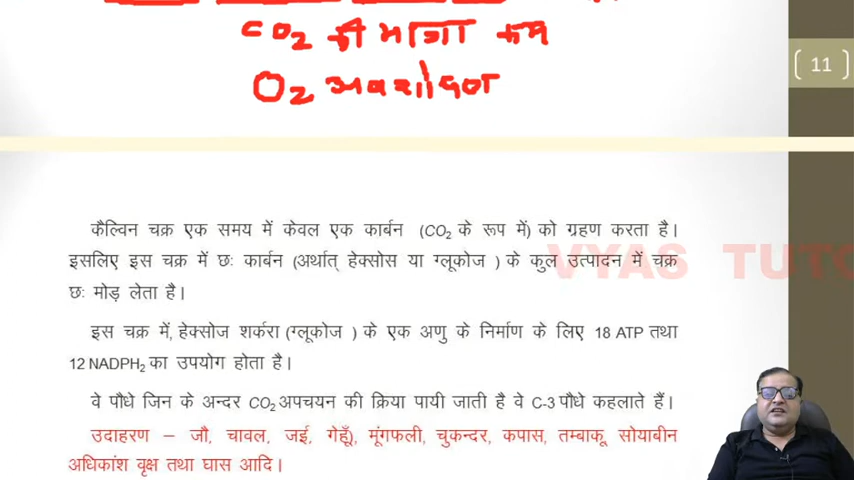 CO2 की मात्रा कम
O2 अवशोषण
[ 11 ]
कैल्विन चक्र एक समय में केवल एक कार्बन (CO2 के रूप में) को ग्रहण करता है।
इसलिए इस चक्र में छः कार्बन (अर्थात् हेक्सोस या ग्लूकोज ) के कुल उत्पादन में चक्र
छः मोड़ लेता है।
VYAS TUTO
इस चक्र में, हेक्सोज शर्करा (ग्लूकोज ) के एक अणु के निर्माण के लिए 18 ATP तथा
12 NADPH2 का उपयोग होता है।
वे पौधे जिन के अन्दर CO2 अपचयन की क्रिया पायी जाती है वे C-3 पौधे कहलाते हैं।
उदाहरण – जौ, चावल, जई, गेहूँ), मूंगफली, चुकन्दर, कपास, तम्बाकू, सोयाबीन
अधिकांश वृक्ष तथा घास आदि।